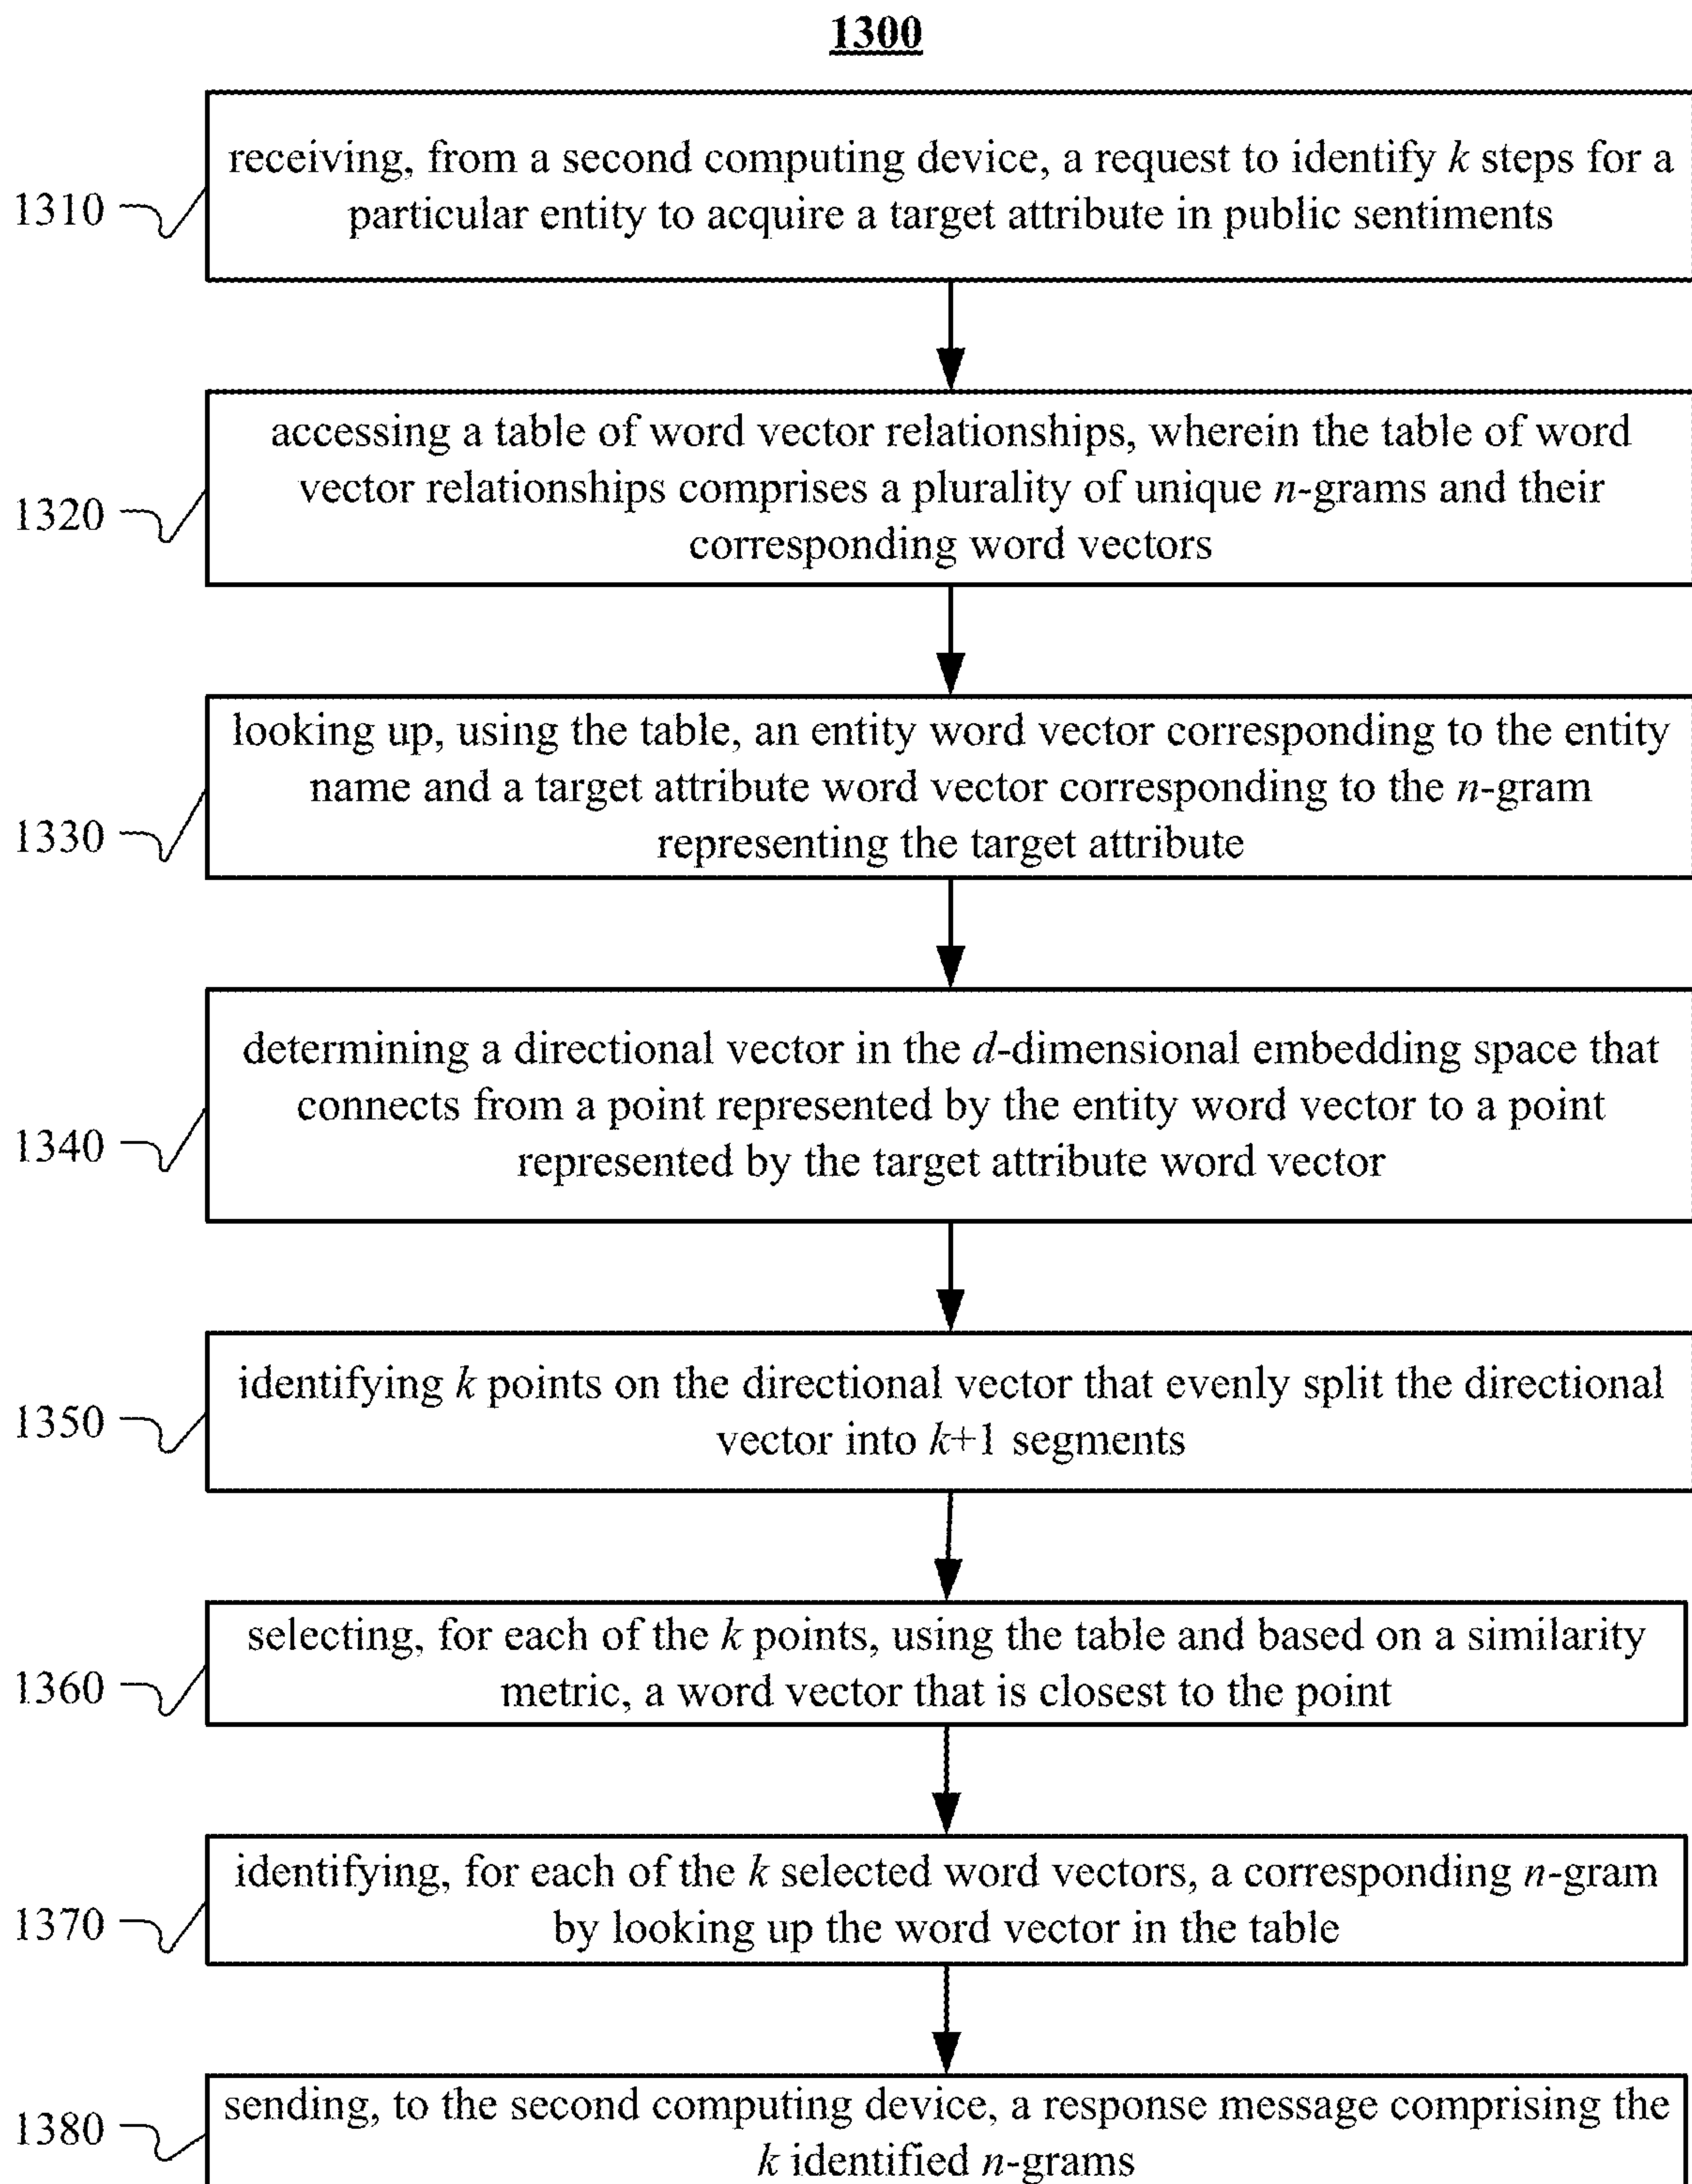 1300
receiving, from a second computing device, a request to identify k steps for a
particular entity to acquire a target attribute in public sentiments
1310
accessing a table of word vector relationships, wherein the table of word
vector relationships comprises a plurality of unique n-grams and their
corresponding word vectors
1320
looking up, using the table, an entity word vector corresponding to the entity
name and a target attribute word vector corresponding to the n-gram
representing the target attribute
1330
determining a directional vector in the d-dimensional embedding space that
connects from a point represented by the entity word vector to a point
represented by the target attribute word vector
1340
identifying k points on the directional vector that evenly split the directional
vector into k+1 segments
1350
selecting, for each of the k points, using the table and based on a similarity
metric, a word vector that is closest to the point
1360
identifying, for each of the k selected word vectors, a corresponding n-gram
by looking up the word vector in the table
1370
sending, to the second computing device, a response message comprising the
k identified n-grams
1380